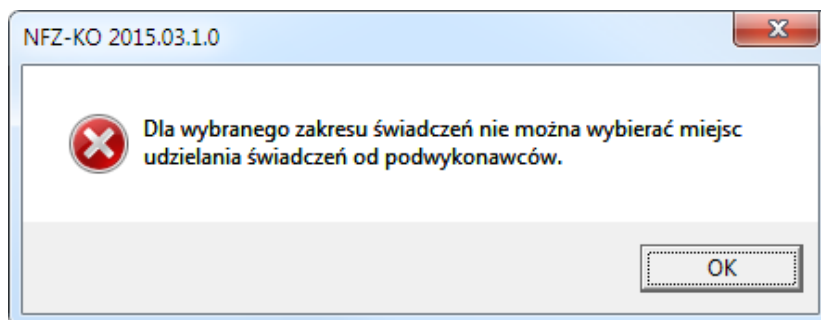 NFZ-KO 2015.03.1.0
Dla wybranego zakresu świadczeń nie można wybierać miejsc
udzielania świadczeń od podwykonawców.
OK